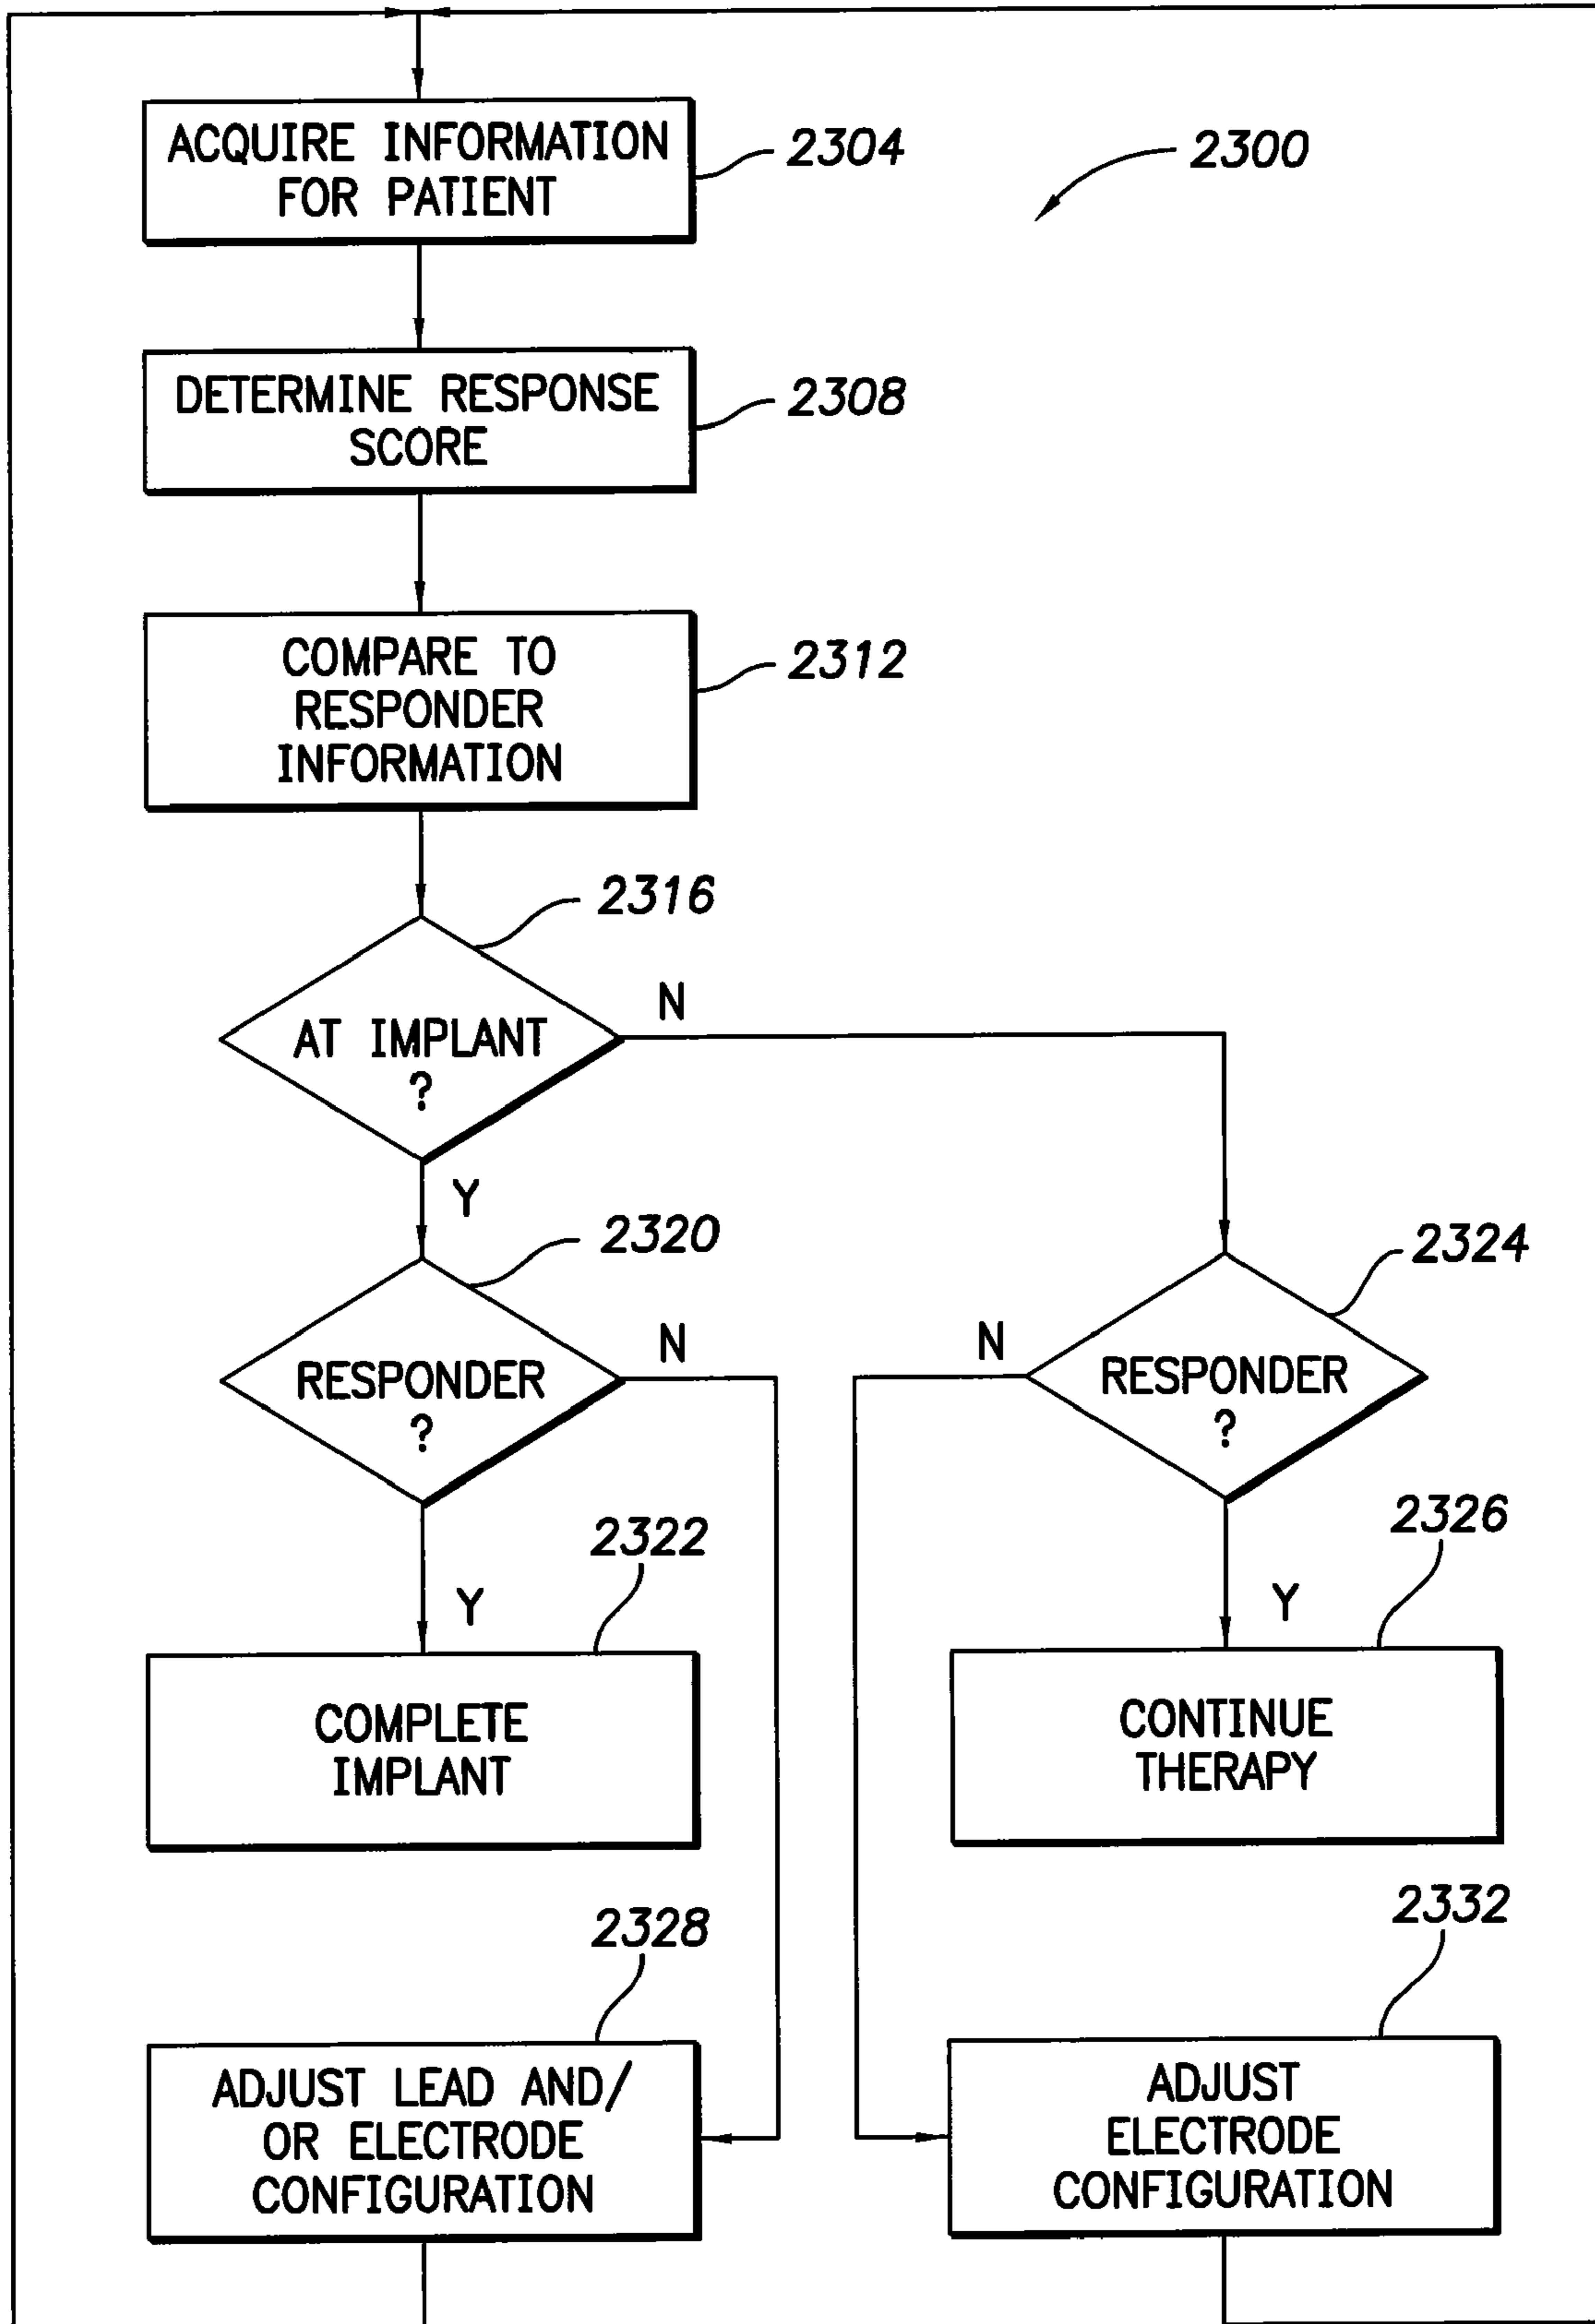 ACQUIRE INFORMATION
FOR PATIENT
2304
2300
DETERMINE RESPONSE
SCORE
2308
COMPARE TO
RESPONDER
INFORMATION
2312
2316
AT IMPLANT
?
N
Y
2320
RESPONDER
?
N
2324
N
RESPONDER
?
Y
2322
COMPLETE
IMPLANT
Y
2326
CONTINUE
THERAPY
2328
ADJUST LEAD AND/
OR ELECTRODE
CONFIGURATION
2332
ADJUST
ELECTRODE
CONFIGURATION